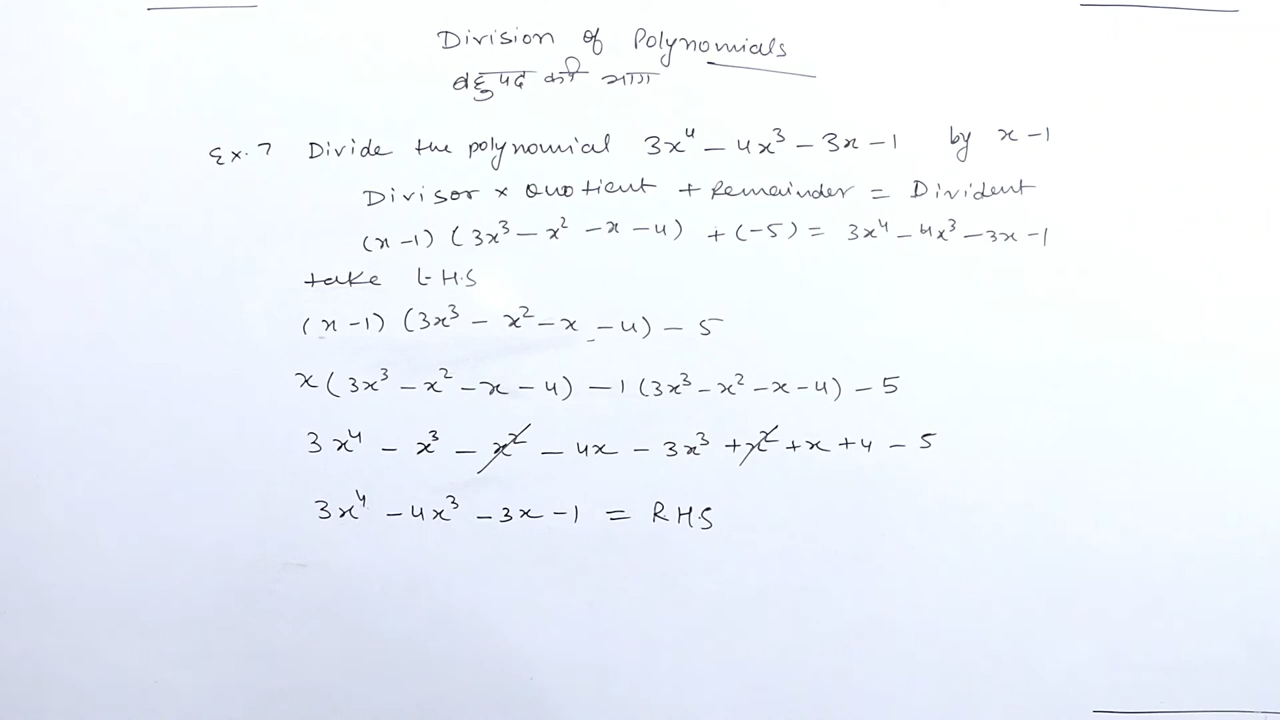 Division of Polynomials
बहुपद की भाग
Ex.7 Divide the polynomial 3x⁴ – 4x³ – 3x – 1 by x – 1
Divisor × Quotient + Remainder = Divident
(x – 1) (3x³ – x² – x – 4) + (–5) = 3x⁴ – 4x³ – 3x – 1
take L.H.S
(x – 1) (3x³ – x² – x – 4) – 5
x (3x³ – x² – x – 4) – 1 (3x³ – x² – x – 4) – 5
3x⁴ – x³ – x² – 4x – 3x³ + x² + x + 4 – 5
3x⁴ – 4x³ – 3x – 1 = R.H.S